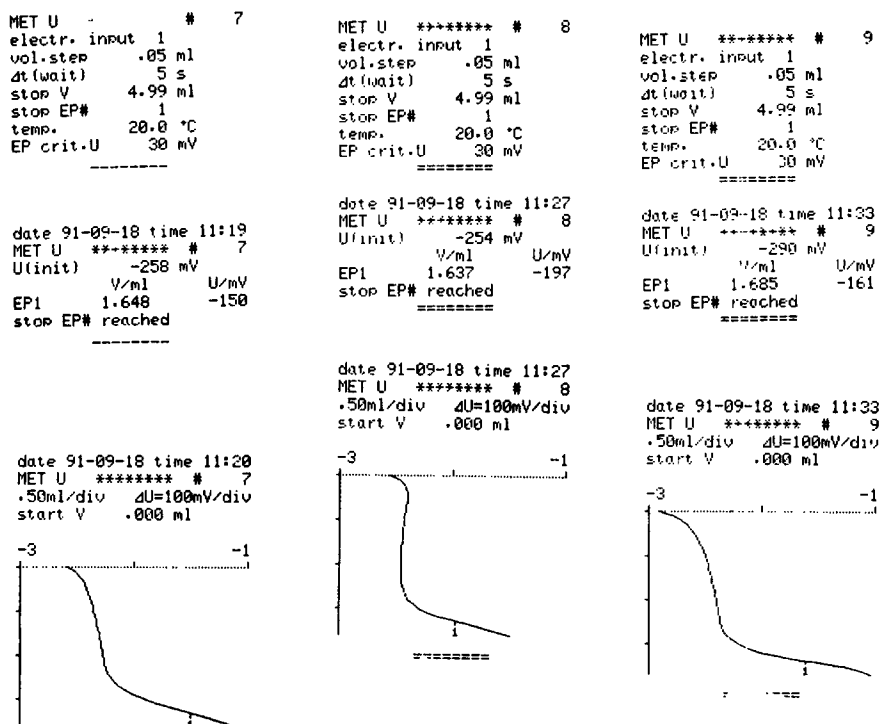 MET U - # 7
electr. input 1
vol.step .05 ml
Δt(wait) 5 s
stop V 4.99 ml
stop EP# 1
temp. 20.0 °C
EP crit.U 30 mV
--------
date 91-09-18 time 11:19
MET U ******** # 7
U(init) -258 mV
V/ml U/mV
EP1 1.648 -150
stop EP# reached
--------
date 91-09-18 time 11:20
MET U ******** # 7
.50ml/div ΔU=100mV/div
start V .000 ml
-3 -1
1
MET U ******** # 8
electr. input 1
vol.step .05 ml
Δt(wait) 5 s
stop V 4.99 ml
stop EP# 1
temp. 20.0 °C
EP crit.U 30 mV
========
date 91-09-18 time 11:27
MET U ******** # 8
U(init) -254 mV
V/ml U/mV
EP1 1.637 -197
stop EP# reached
========
date 91-09-18 time 11:27
MET U ******** # 8
.50ml/div ΔU=100mV/div
start V .000 ml
-3 -1
1
========
MET U ******** # 9
electr. input 1
vol.step .05 ml
Δt(wait) 5 s
stop V 4.99 ml
stop EP# 1
temp. 20.0 °C
EP crit.U 30 mV
========
date 91-09-18 time 11:33
MET U ******** # 9
U(init) -290 mV
V/ml U/mV
EP1 1.685 -161
stop EP# reached
========
date 91-09-18 time 11:33
MET U ******** # 9
.50ml/div ΔU=100mV/div
start V .000 ml
-3 -1
1